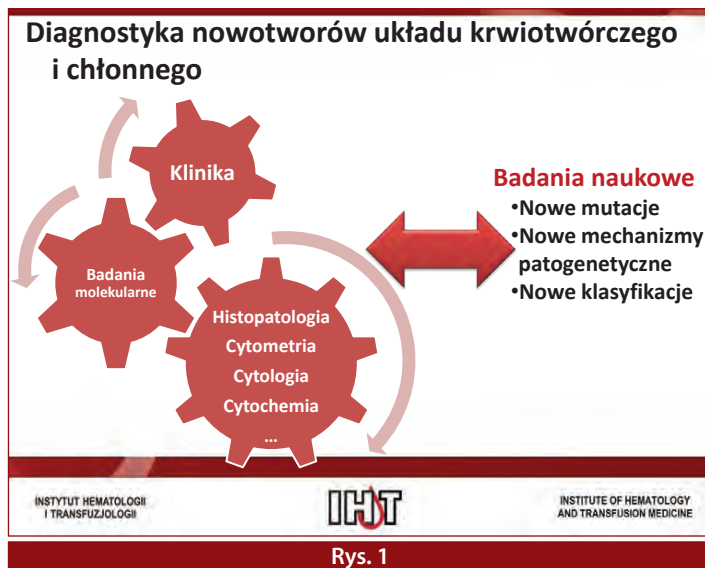 Diagnostyka nowotworów układu krwiotwórczego
i chłonnego
Klinika
Badania
molekularne
Histopatologia
Cytometria
Cytologia
Cytochemia
...
Badania naukowe
•Nowe mutacje
•Nowe mechanizmy
patogenetyczne
•Nowe klasyfikacje
INSTYTUT HEMATOLOGII
I TRANSFUZJOLOGII
IHT
INSTITUTE OF HEMATOLOGY
AND TRANSFUSION MEDICINE
Rys. 1